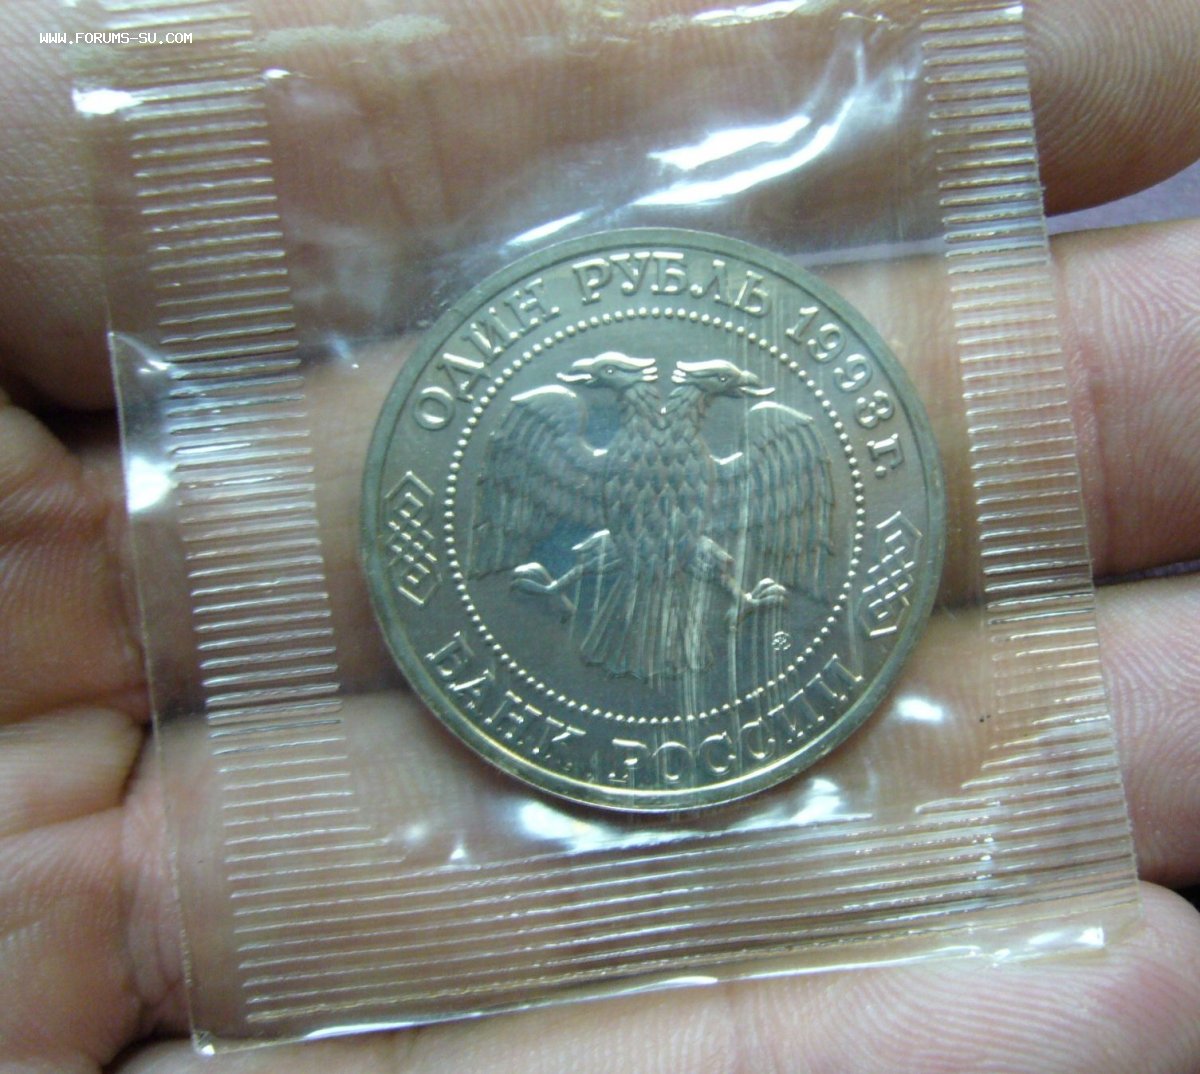 www.forums-su.com
ОДИН РУБЛЬ 1993 г.
БАНК РОССИИ